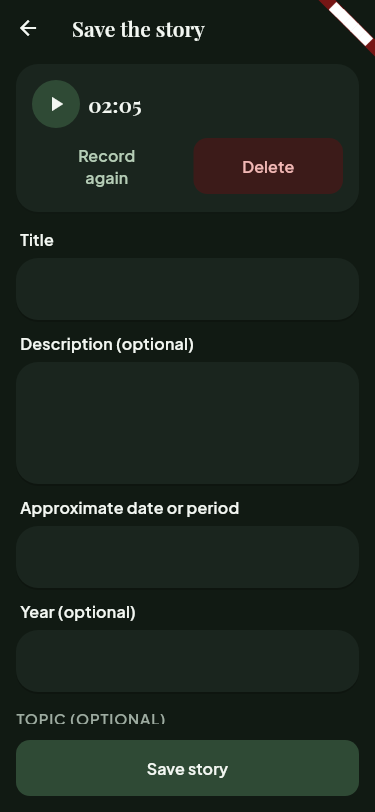 Save the story
02:05
Record
again
Delete
Title
Description (optional)
Approximate date or period
Year (optional)
TOPIC (OPTIONAL)
Save story